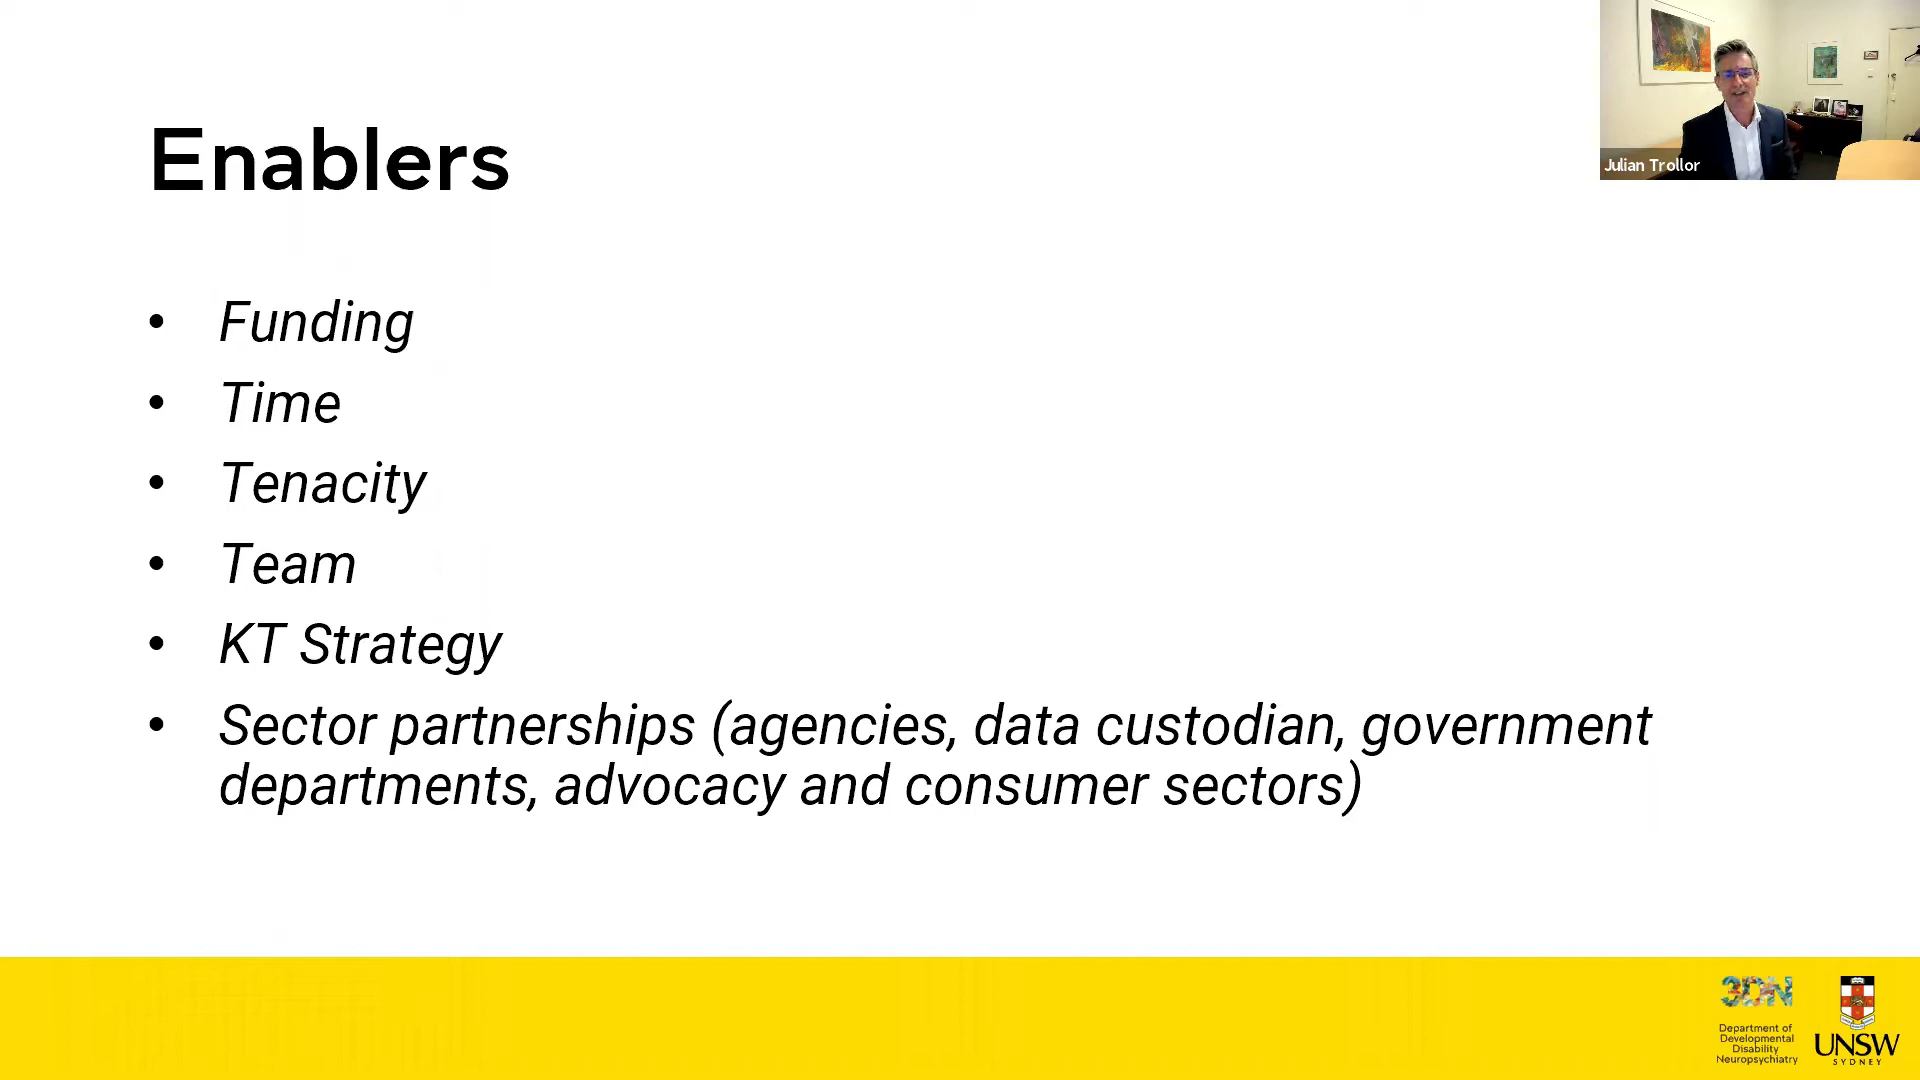 Enablers
• Funding
• Time
• Tenacity
• Team
• KT Strategy
• Sector partnerships (agencies, data custodian, government
departments, advocacy and consumer sectors)
Julian Trollor
3DN
Department of
Developmental
Disability
Neuropsychiatry
UNSW
SYDNEY